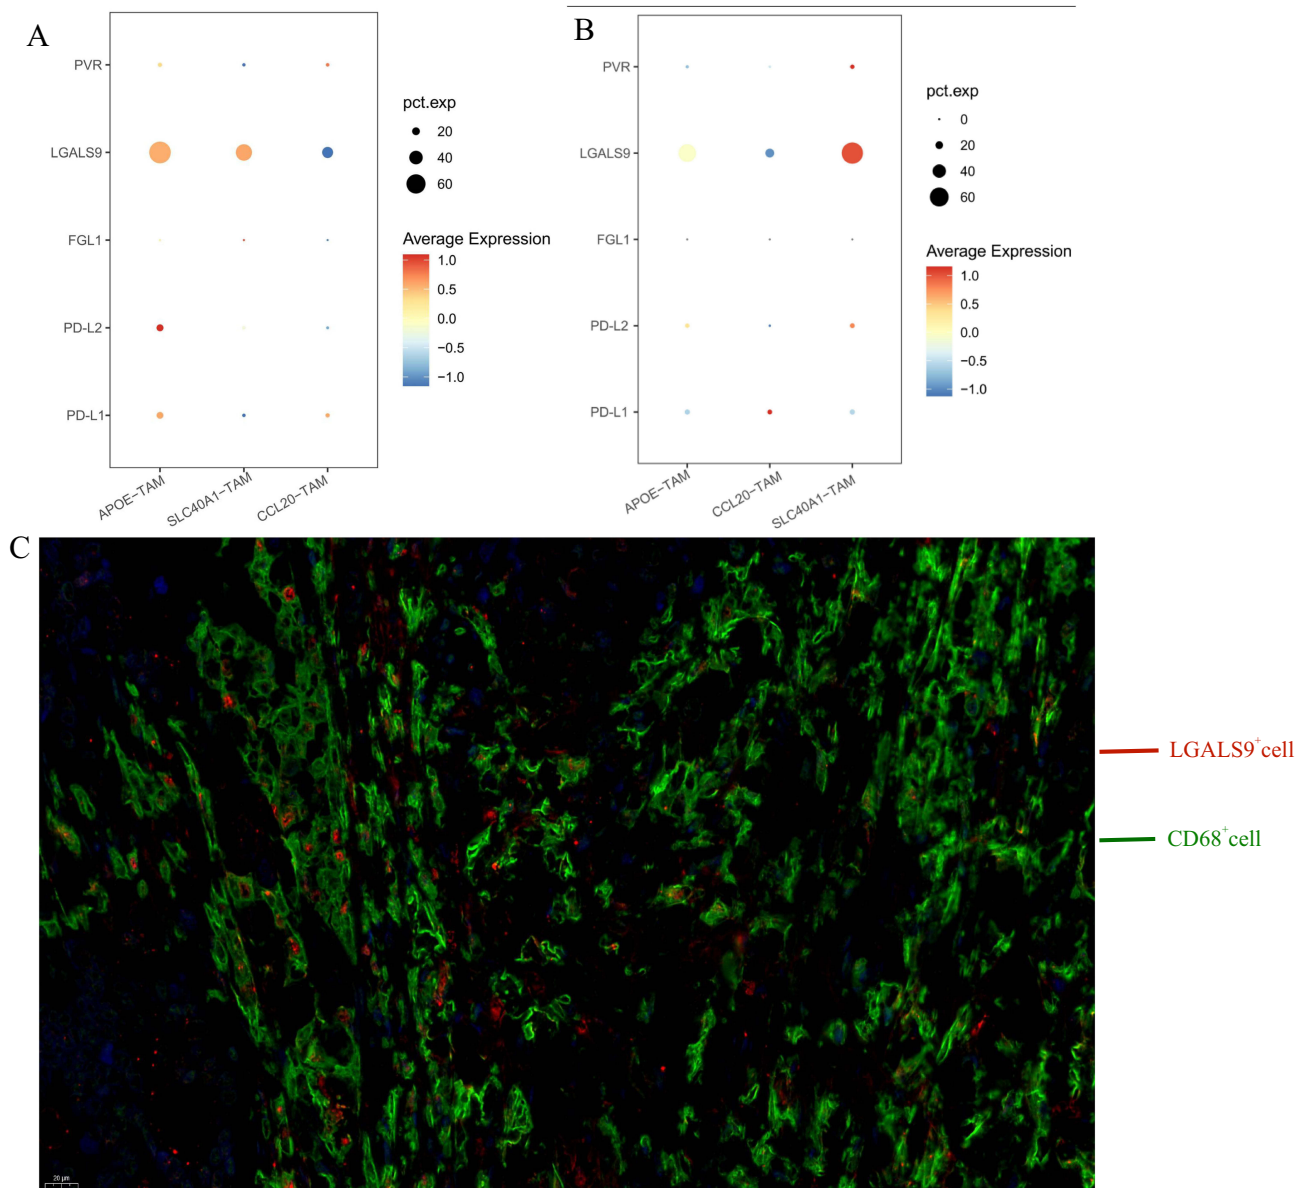 A
PVR
LGALS9
FGL1
PD-L2
PD-L1
APOE-TAM
SLC40A1-TAM
CCL20-TAM
pct.exp
20
40
60
Average Expression
1.0
0.5
0.0
−0.5
−1.0
B
PVR
LGALS9
FGL1
PD-L2
PD-L1
APOE-TAM
CCL20-TAM
SLC40A1-TAM
pct.exp
0
20
40
60
Average Expression
1.0
0.5
0.0
−0.5
−1.0
C
LGALS9⁺cell
CD68⁺cell
20 μm